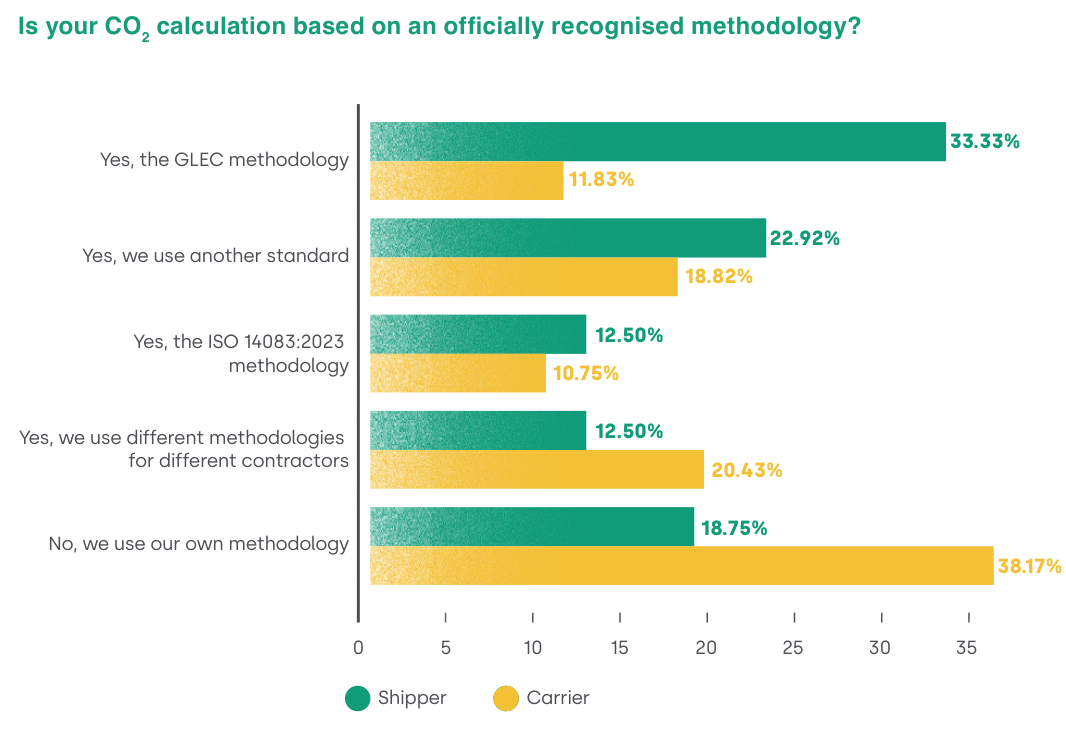 Is your CO₂ calculation based on an officially recognised methodology?
Yes, the GLEC methodology
33.33%
11.83%
Yes, we use another standard
22.92%
18.82%
Yes, the ISO 14083:2023
methodology
12.50%
10.75%
Yes, we use different methodologies
for different contractors
12.50%
20.43%
No, we use our own methodology
18.75%
38.17%
0 5 10 15 20 25 30 35
Shipper Carrier